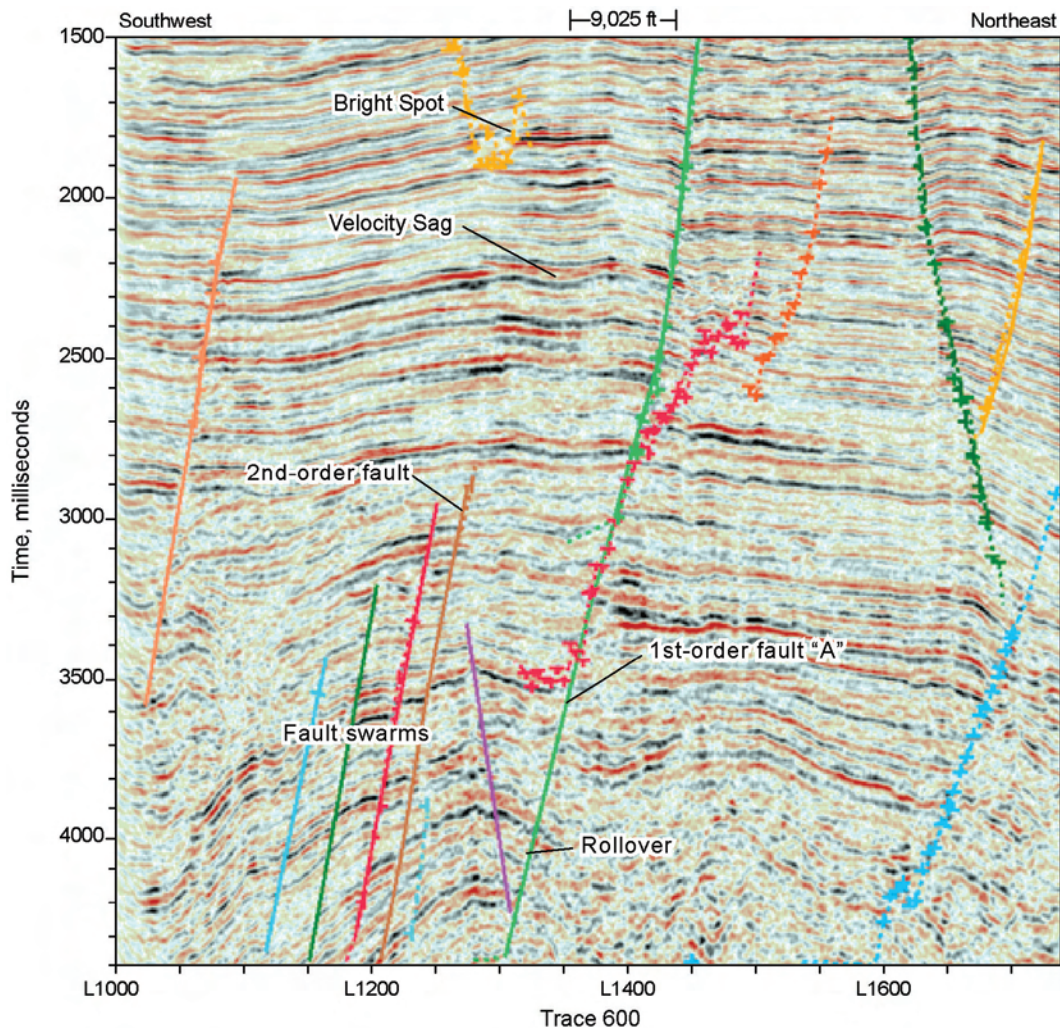 Southwest
9,025 ft
Northeast
1500
Bright Spot
2000
Velocity Sag
2500
Time, milliseconds
2nd-order fault
3000
1st-order fault “A”
3500
Fault swarms
4000
Rollover
L1000
L1200
L1400
L1600
Trace 600